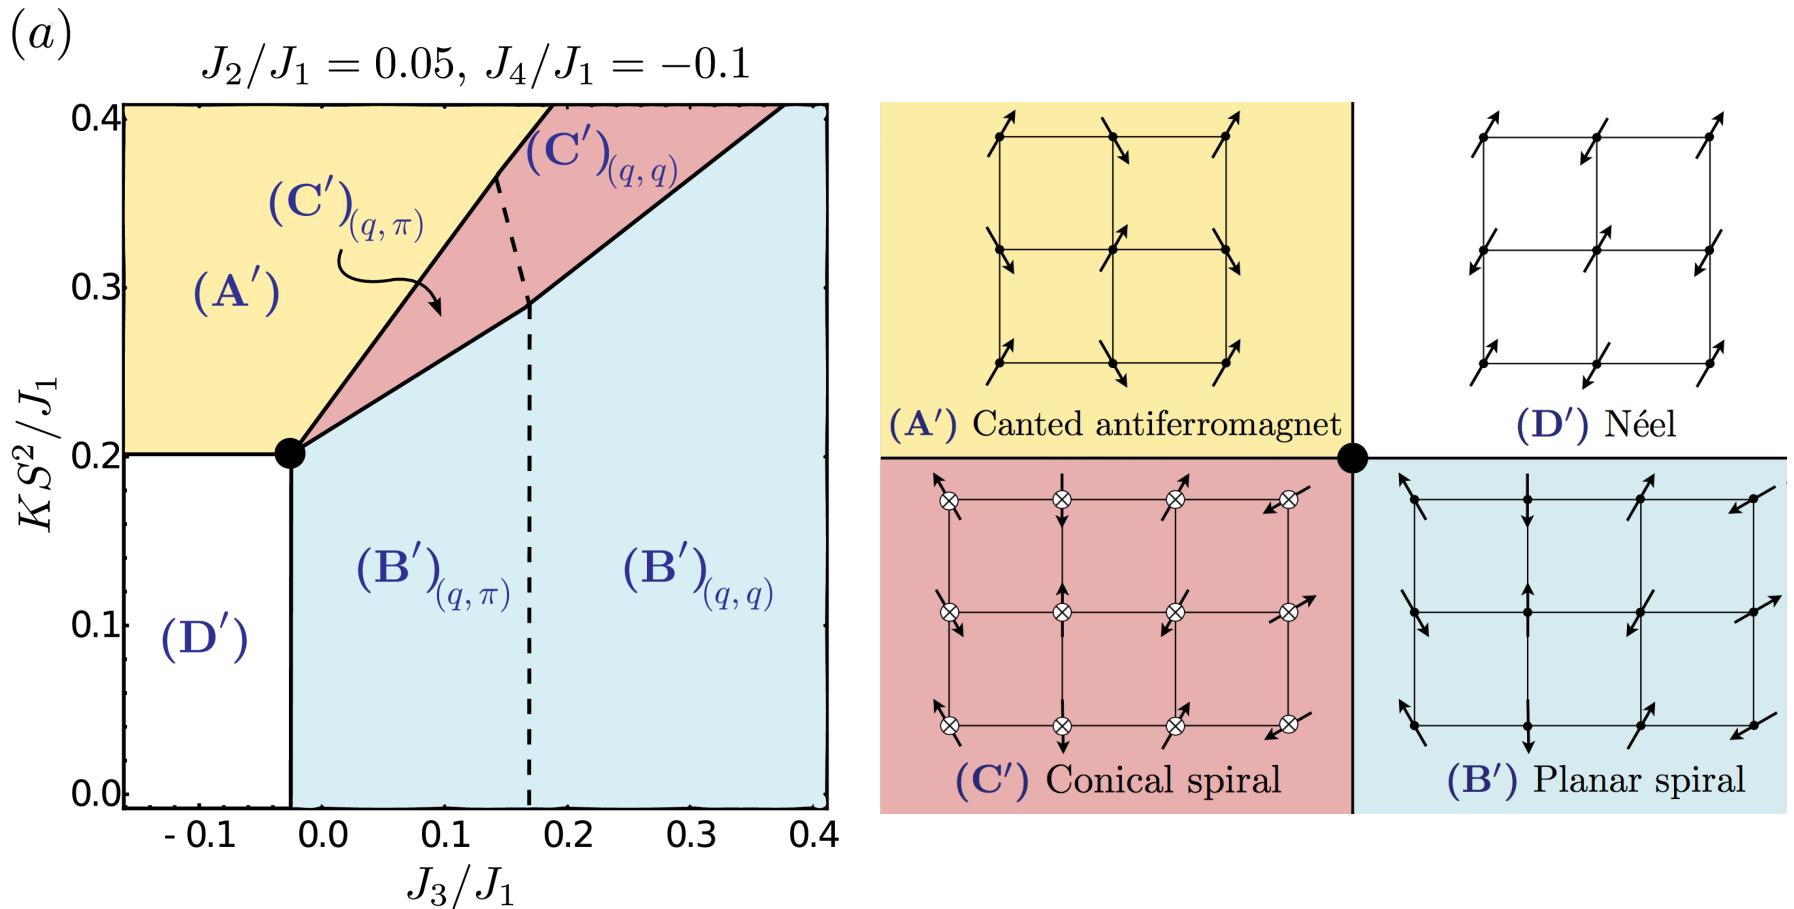 (a)
J₂/J₁ = 0.05, J₄/J₁ = −0.1
0.4
0.3
0.2
0.1
0.0
KS²/J₁
(A′)
(C′)(q, π)
(C′)(q, q)
(D′)
(B′)(q, π)
(B′)(q, q)
- 0.1 0.0 0.1 0.2 0.3 0.4
J₃/J₁
(A′) Canted antiferromagnet
(D′) Néel
(C′) Conical spiral
(B′) Planar spiral